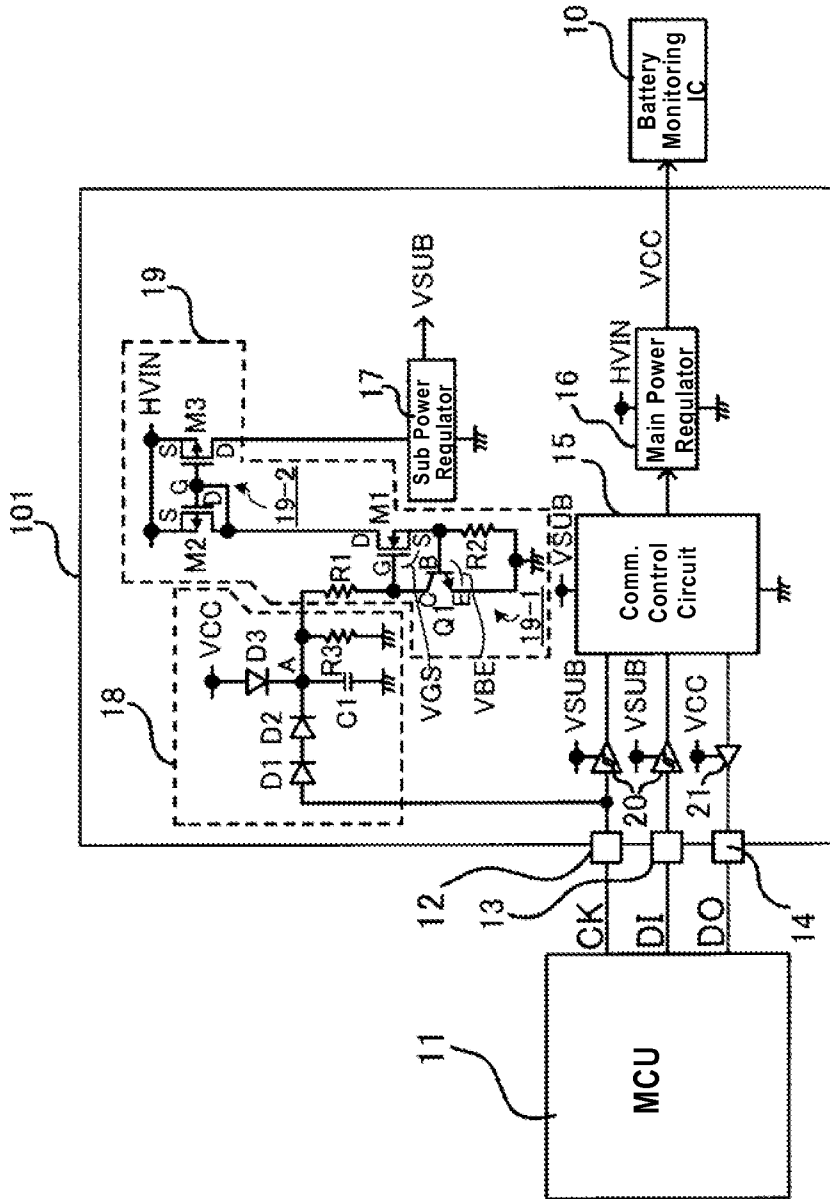 101
18
19
VCC
D3
A
D1
D2
R3
C1
R1
HVIN
S
G
D
M2
S
M3
D
19-2
D
G
M1
S
C
B
E
Q1
R2
19-1
VGS
VBE
17
Sub Power
Requlator
VSUB
11
MCU
CK
DI
DO
12
13
14
VSUB
VSUB
VCC
20
21
VSUB
15
Comm.
Control
Circuit
16
HVIN
Main Power
Requlator
VCC
10
Battery
Monitoring
IC